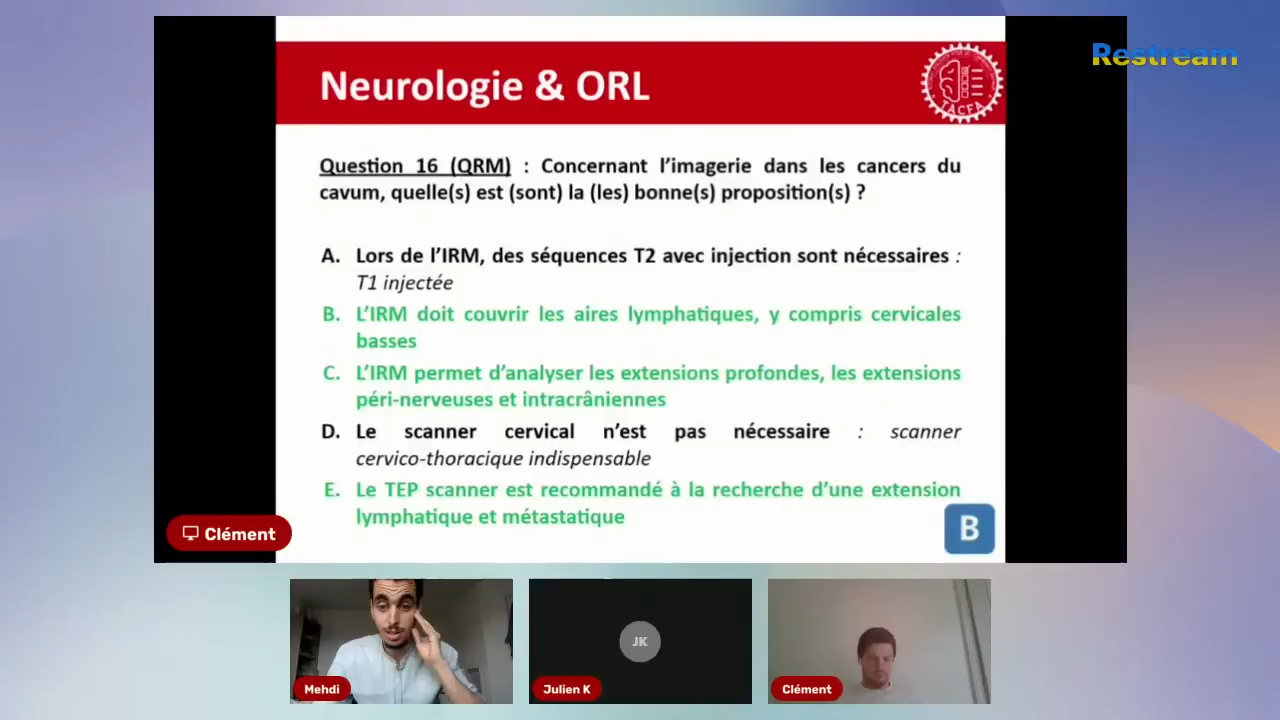 Restream
Neurologie & ORL
TACFA
Question 16 (QRM) : Concernant l'imagerie dans les cancers du
cavum, quelle(s) est (sont) la (les) bonne(s) proposition(s) ?
A. Lors de l'IRM, des séquences T2 avec injection sont nécessaires :
T1 injectée
B. L'IRM doit couvrir les aires lymphatiques, y compris cervicales
basses
C. L'IRM permet d'analyser les extensions profondes, les extensions
péri-nerveuses et intracrâniennes
D. Le scanner cervical n'est pas nécessaire : scanner
cervico-thoracique indispensable
E. Le TEP scanner est recommandé à la recherche d'une extension
lymphatique et métastatique
B
Clément
JK
Mehdi
Julien K
Clément